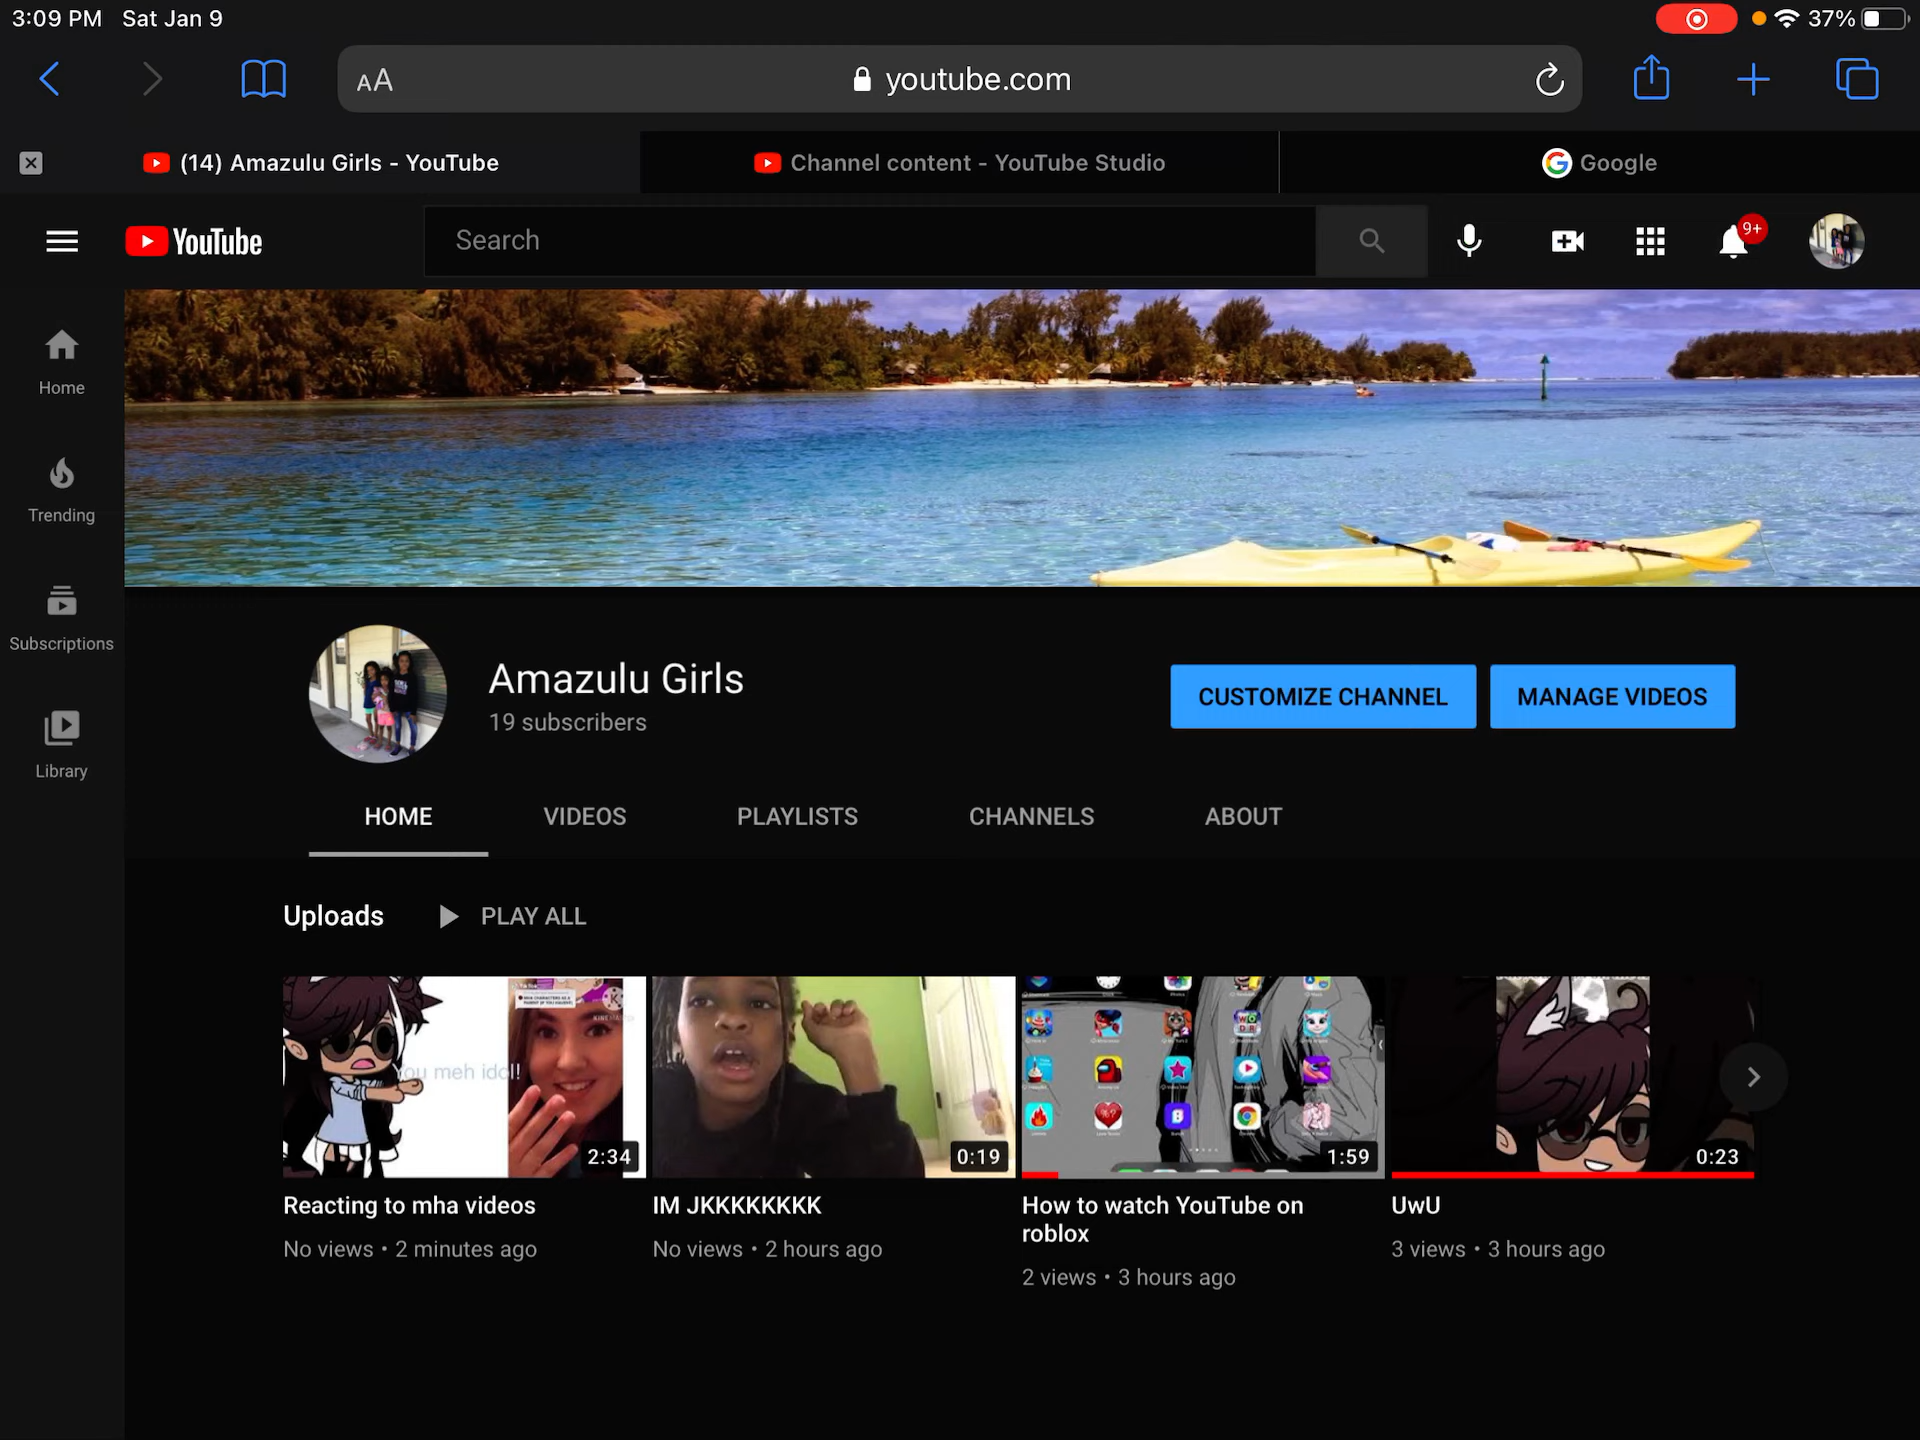 3:09 PM Sat Jan 9
37%
AA
youtube.com
(14) Amazulu Girls - YouTube
Channel content - YouTube Studio
Google
YouTube
Search
9+
Home
Trending
Subscriptions
Library
Amazulu Girls
19 subscribers
CUSTOMIZE CHANNEL
MANAGE VIDEOS
HOME
VIDEOS
PLAYLISTS
CHANNELS
ABOUT
Uploads
PLAY ALL
you meh idol!
2:34
0:19
1:59
0:23
Reacting to mha videos
No views • 2 minutes ago
IM JKKKKKKKK
No views • 2 hours ago
How to watch YouTube on
roblox
2 views • 3 hours ago
UwU
3 views • 3 hours ago